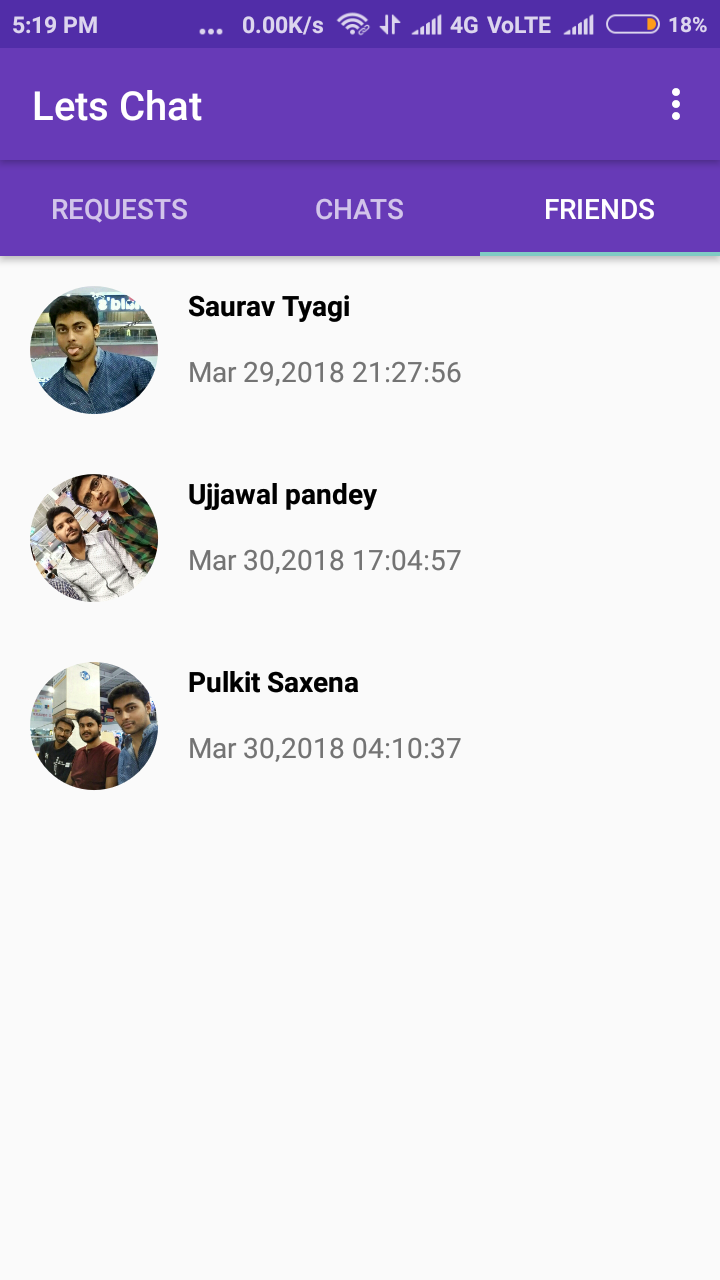 5:19 PM ... 0.00K/s 4G VoLTE 18%
Lets Chat
REQUESTS CHATS FRIENDS
Saurav Tyagi
Mar 29,2018 21:27:56
Ujjawal pandey
Mar 30,2018 17:04:57
Pulkit Saxena
Mar 30,2018 04:10:37